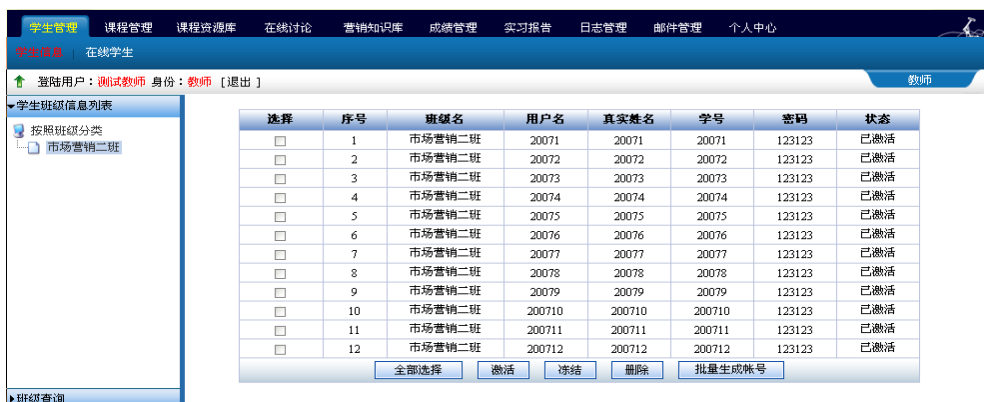 学生管理 课程管理 课程资源库 在线讨论 营销知识库 成绩管理 实习报告 日志管理 邮件管理 个人中心
学生信息 | 在线学生
登陆用户：测试教师 身份：教师 [退出] 教师
学生班级信息列表
按照班级分类
市场营销二班
选择 序号 班级名 用户名 真实姓名 学号 密码 状态
1 市场营销二班 20071 20071 20071 123123 已激活
2 市场营销二班 20072 20072 20072 123123 已激活
3 市场营销二班 20073 20073 20073 123123 已激活
4 市场营销二班 20074 20074 20074 123123 已激活
5 市场营销二班 20075 20075 20075 123123 已激活
6 市场营销二班 20076 20076 20076 123123 已激活
7 市场营销二班 20077 20077 20077 123123 已激活
8 市场营销二班 20078 20078 20078 123123 已激活
9 市场营销二班 20079 20079 20079 123123 已激活
10 市场营销二班 200710 200710 200710 123123 已激活
11 市场营销二班 200711 200711 200711 123123 已激活
12 市场营销二班 200712 200712 200712 123123 已激活
全部选择 激活 冻结 删除 批量生成帐号
班级查询